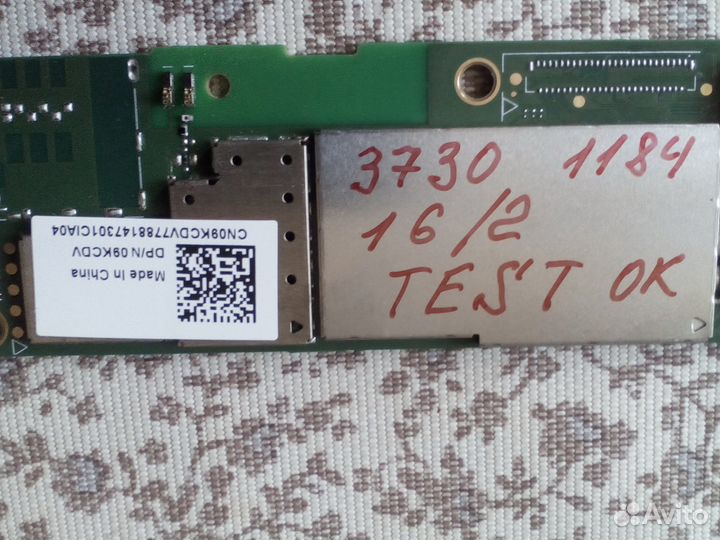 3730 1184
16/2
TEST OK
Made In China
DP/N 09KCDV
CN09KCDV7788147301CIA04
Avito